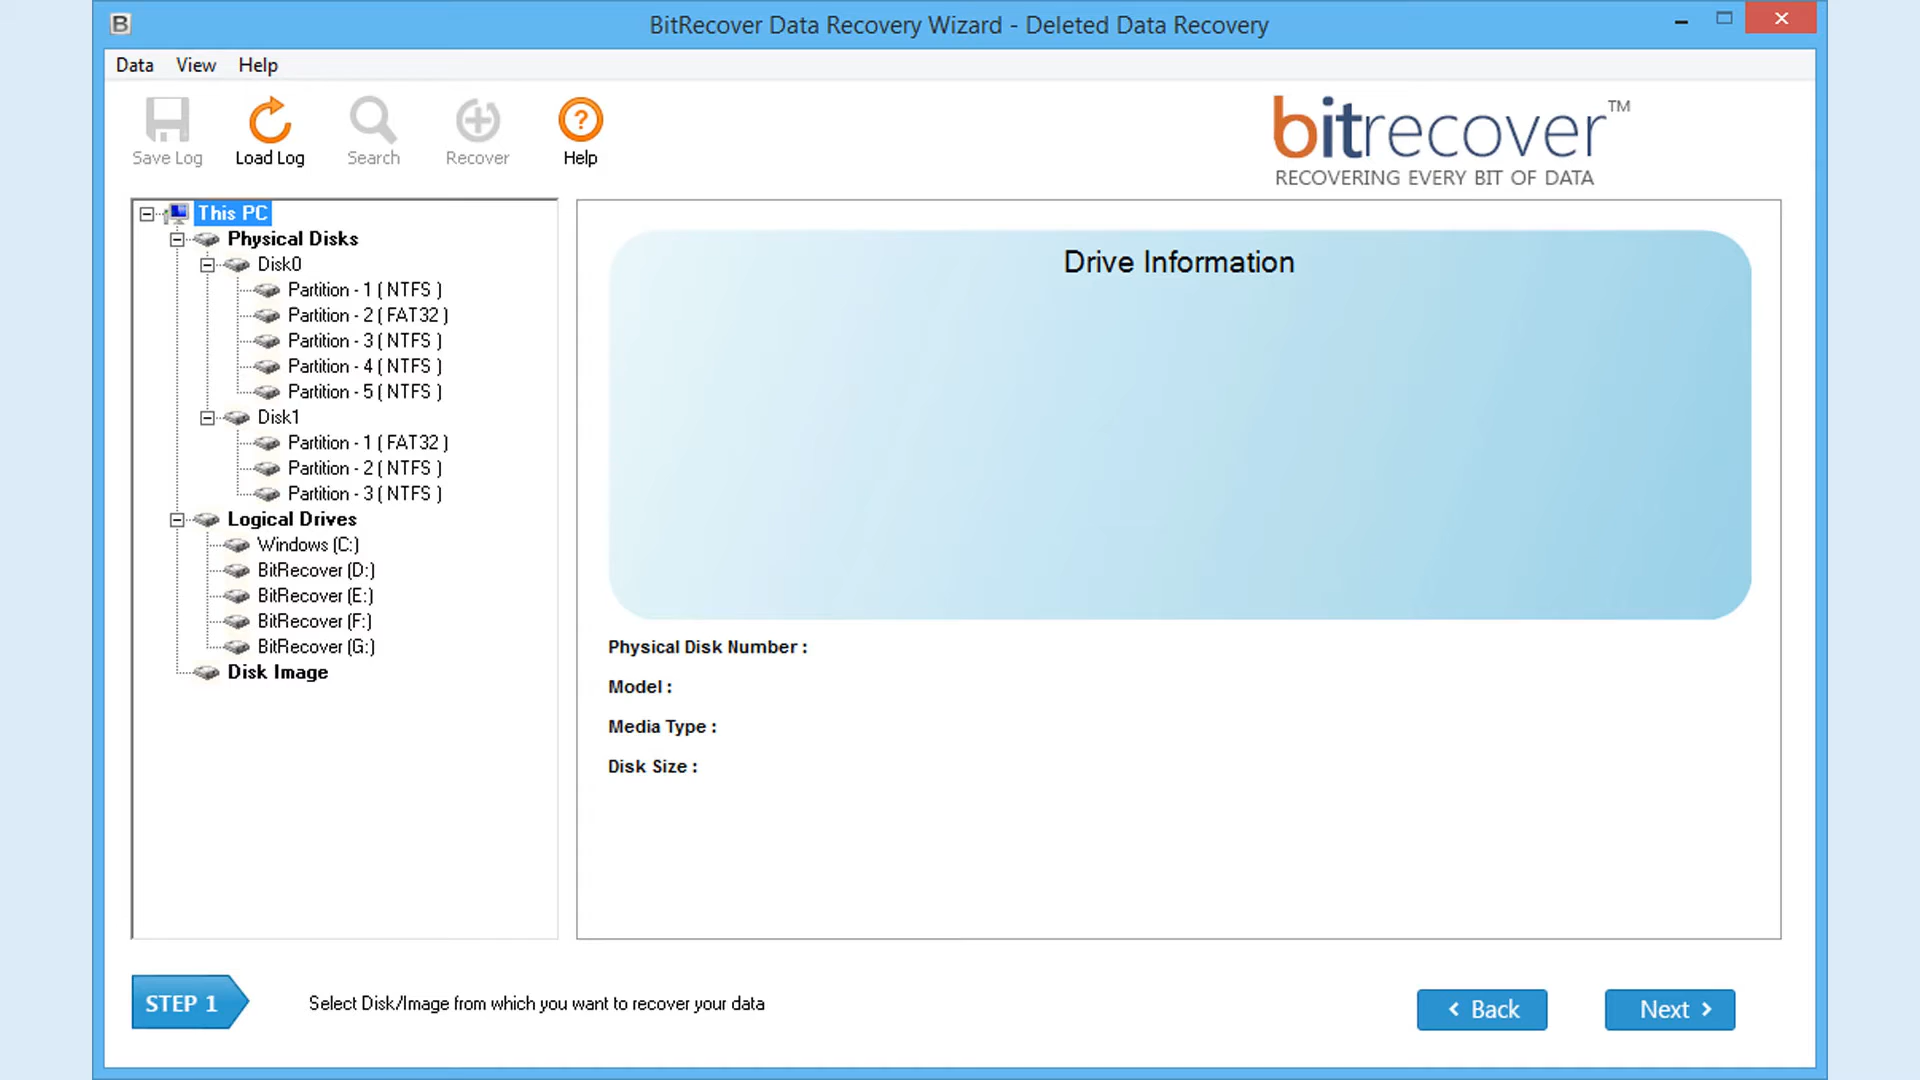 B
BitRecover Data Recovery Wizard - Deleted Data Recovery
Data View Help
Save Log Load Log Search Recover Help
bitrecover™
RECOVERING EVERY BIT OF DATA
This PC
Physical Disks
Disk0
Partition - 1 ( NTFS )
Partition - 2 ( FAT32 )
Partition - 3 ( NTFS )
Partition - 4 ( NTFS )
Partition - 5 ( NTFS )
Disk1
Partition - 1 ( FAT32 )
Partition - 2 ( NTFS )
Partition - 3 ( NTFS )
Logical Drives
Windows (C:)
BitRecover (D:)
BitRecover (E:)
BitRecover (F:)
BitRecover (G:)
Disk Image
Drive Information
Physical Disk Number :
Model :
Media Type :
Disk Size :
STEP 1
Select Disk/Image from which you want to recover your data
< Back
Next >